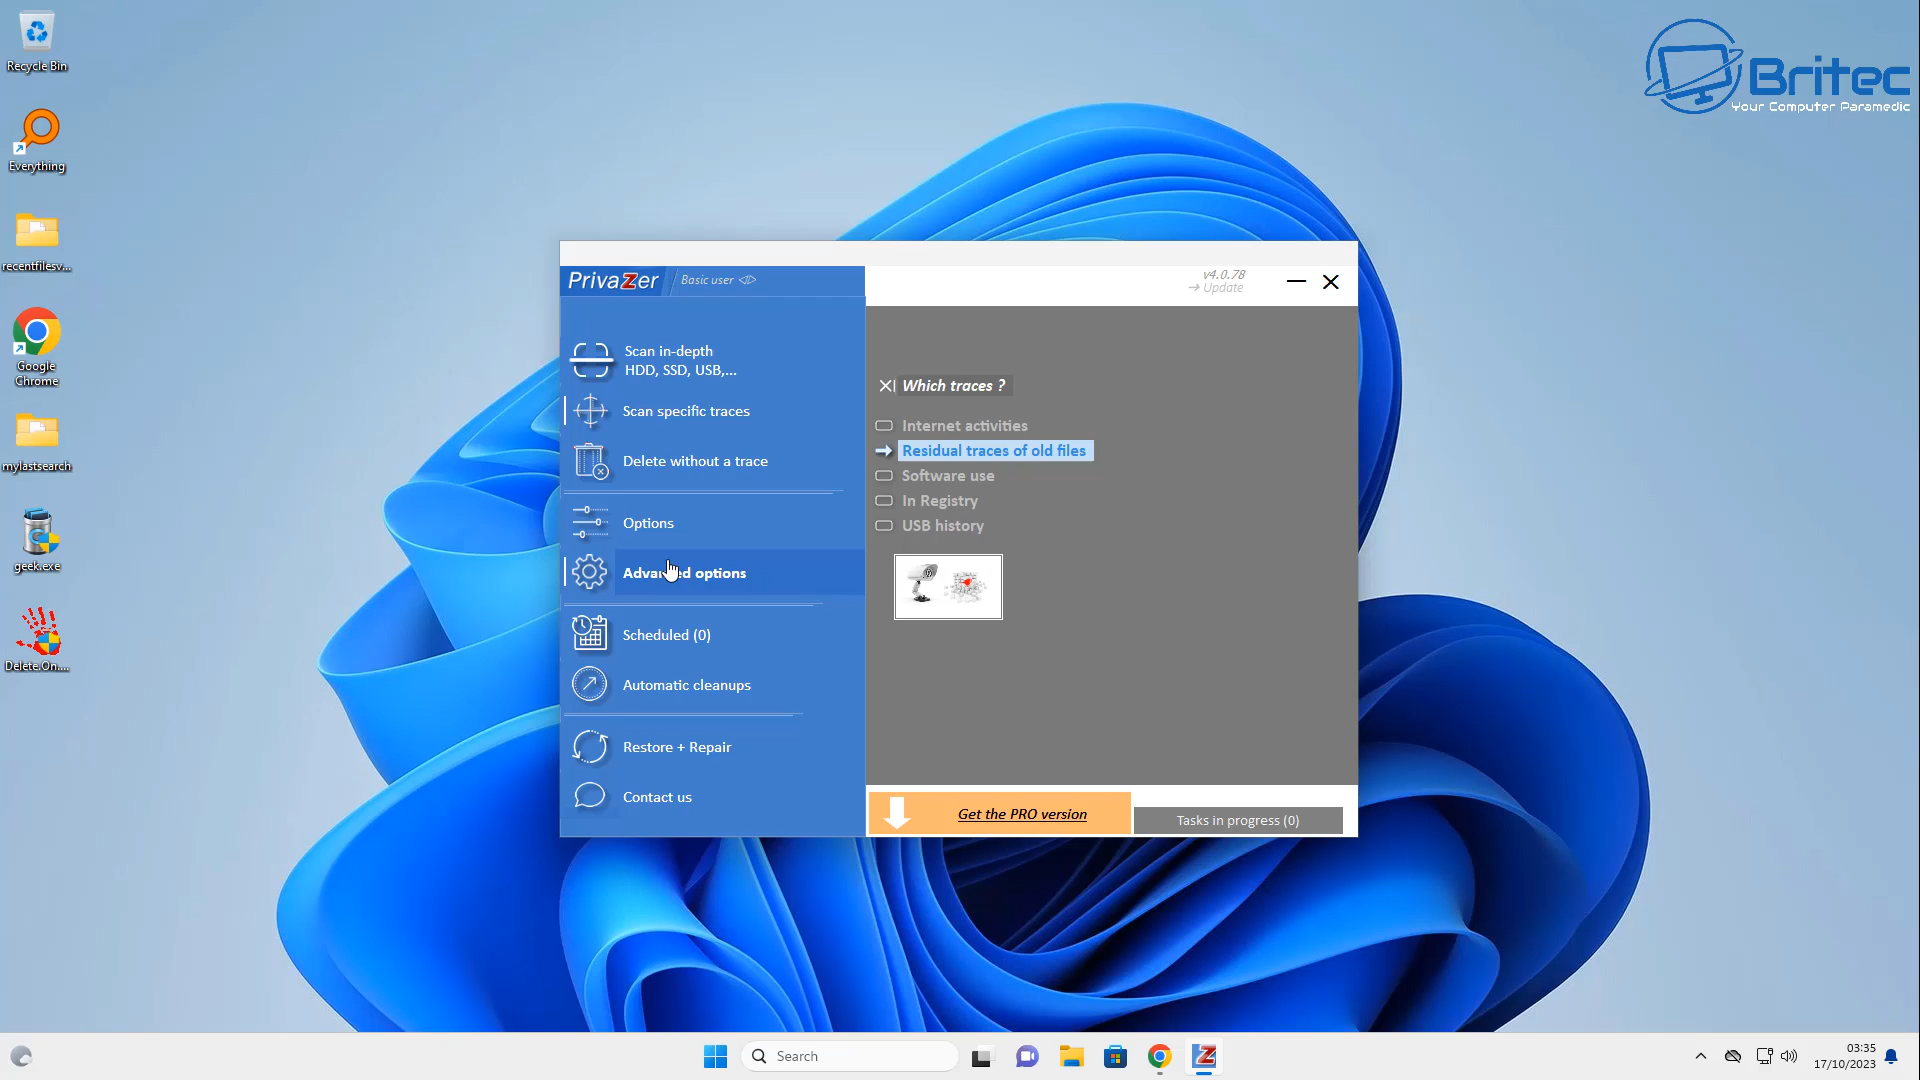 Recycle Bin
Everything
recentfilesv...
Google
Chrome
mylastsearch
geek.exe
Delete.On....
Britec
Your Computer Paramedic
PrivaZer
Basic user
v4.0.78
Update
Scan in-depth
HDD, SSD, USB,...
Scan specific traces
Delete without a trace
Options
Advanced options
Scheduled (0)
Automatic cleanups
Restore + Repair
Contact us
Which traces ?
Internet activities
Residual traces of old files
Software use
In Registry
USB history
Get the PRO version
Tasks in progress (0)
Search
03:35
17/10/2023